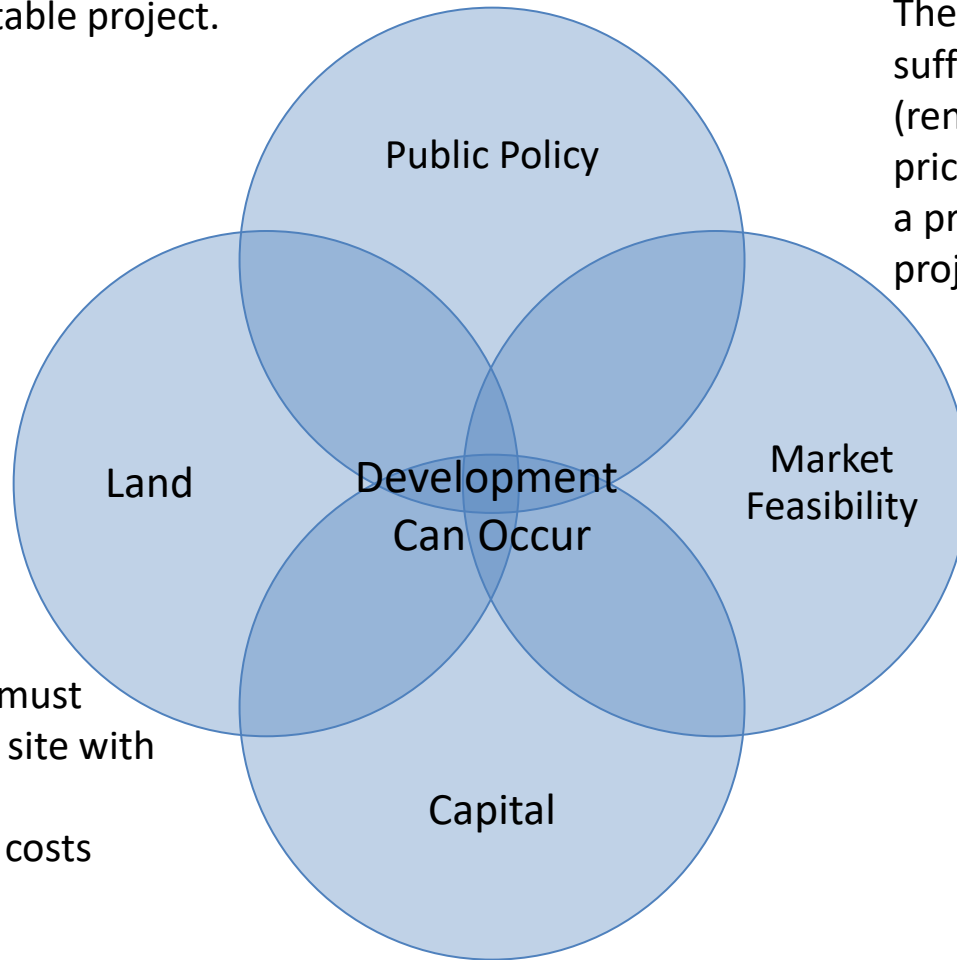 table project.
The
suff
(ren
pric
a pr
proj
Public Policy
Land
Market
Feasibility
Development
Can Occur
must
site with
costs
Capital